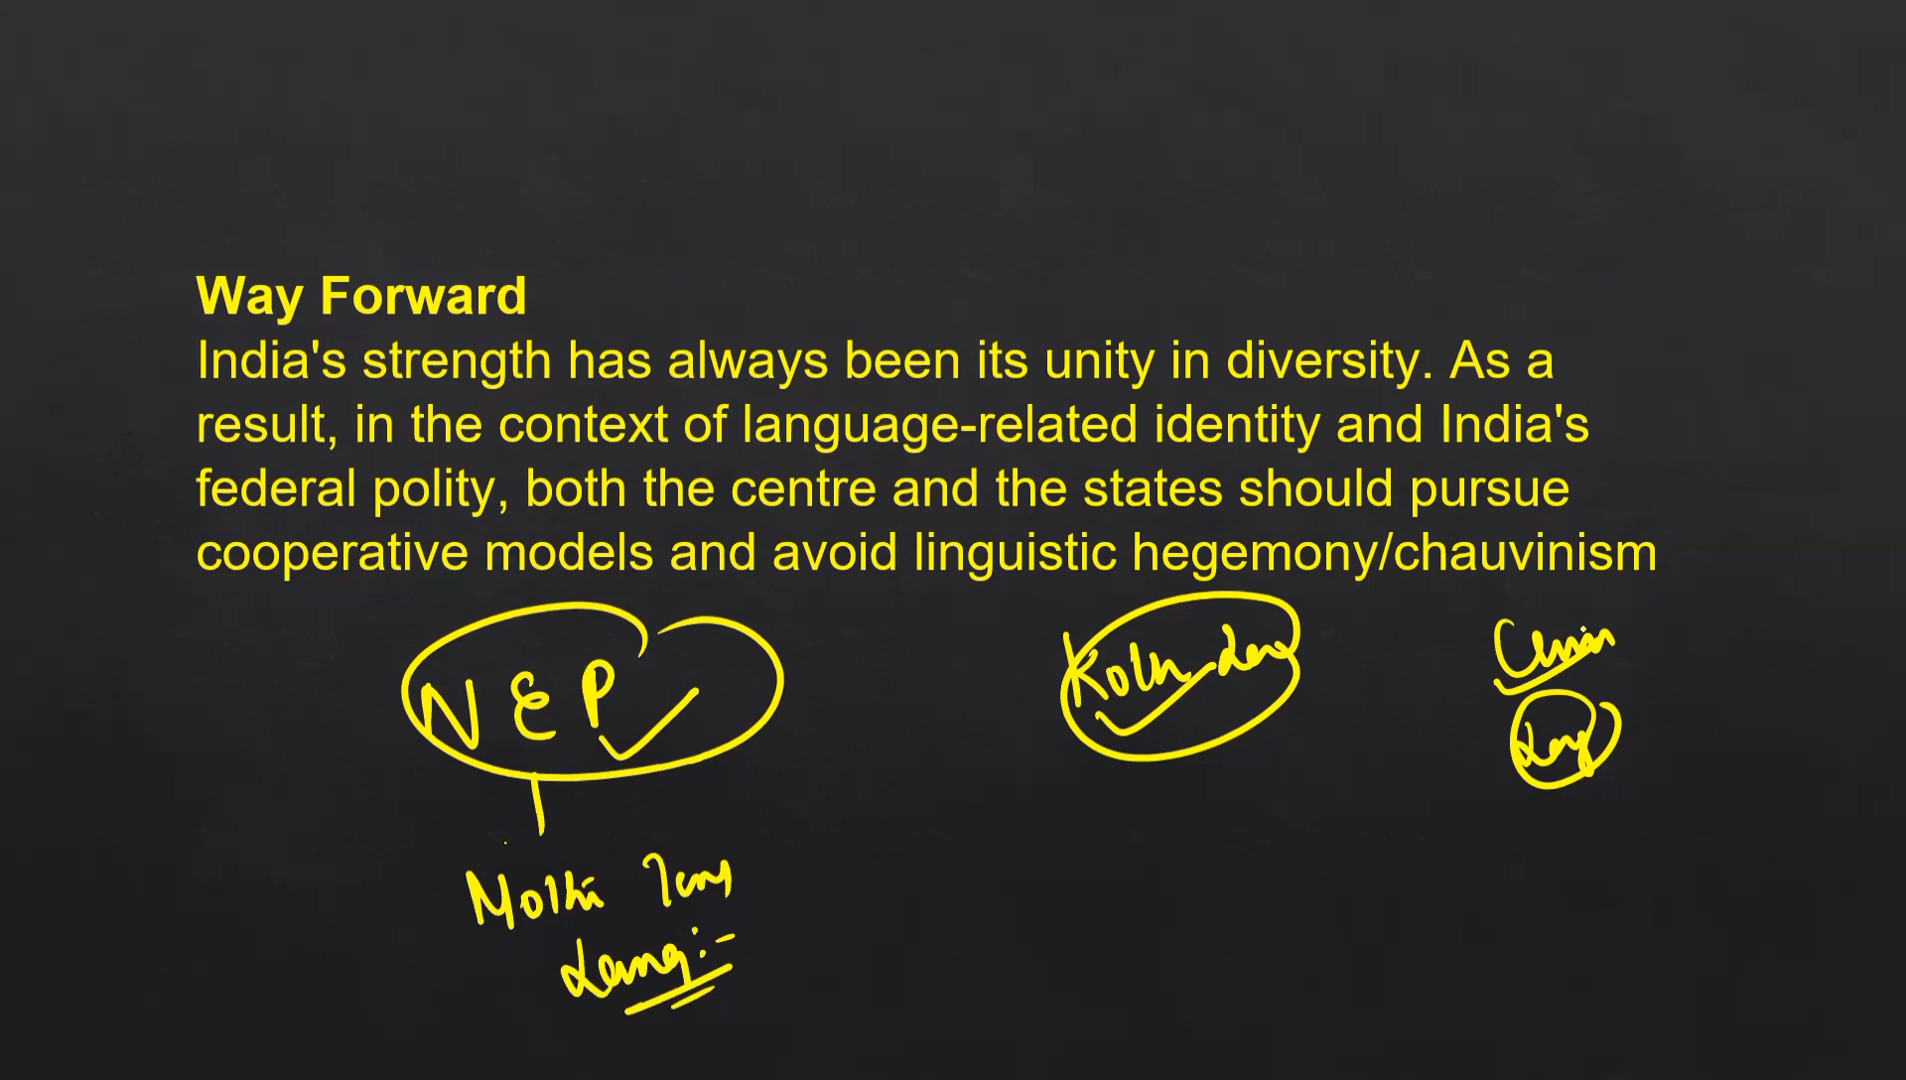 Way Forward
India's strength has always been its unity in diversity. As a
result, in the context of language-related identity and India's
federal polity, both the centre and the states should pursue
cooperative models and avoid linguistic hegemony/chauvinism
NEP